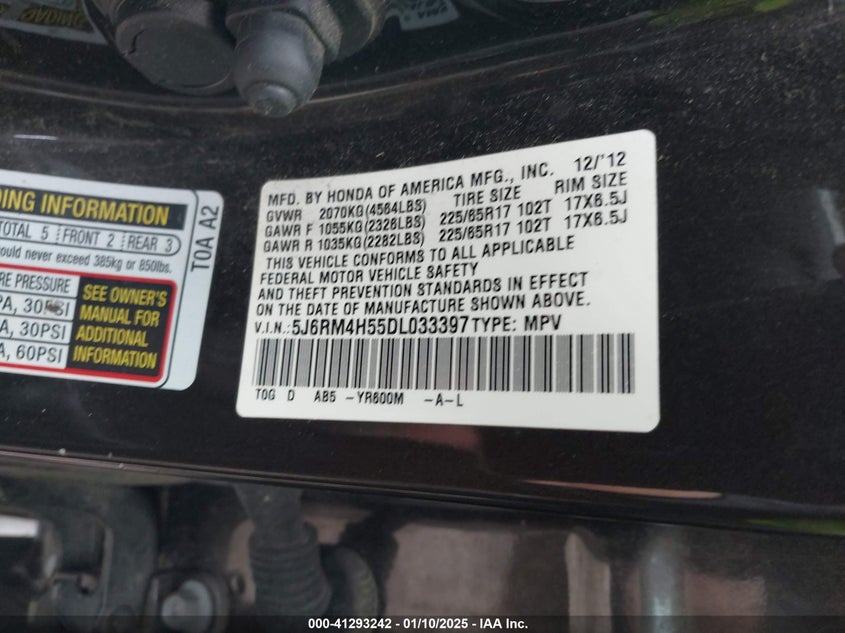 MFD. BY HONDA OF AMERICA MFG., INC. 12/'12
GVWR 2070KG(4564LBS) TIRE SIZE RIM SIZE
GAWR F 1055KG(2326LBS) 225/65R17 102T 17X6.5J
GAWR R 1035KG(2282LBS) 225/65R17 102T 17X6.5J
THIS VEHICLE CONFORMS TO ALL APPLICABLE
FEDERAL MOTOR VEHICLE SAFETY
AND THEFT PREVENTION STANDARDS IN EFFECT
ON THE DATE OF MANUFACTURE SHOWN ABOVE.
V.I.N.:5J6RM4H55DL033397 TYPE: MPV
TOG D AB5 -YR600M -A-L
DING INFORMATION
TOTAL 5 FRONT 2 REAR 3
ould never exceed 385kg or 850lbs.
RE PRESSURE
PA, 30PSI
A, 30PSI
A, 60PSI
SEE OWNER'S
MANUAL FOR
ADDITIONAL
INFORMATION
T0A A2
000-41293242 - 01/10/2025 - IAA Inc.